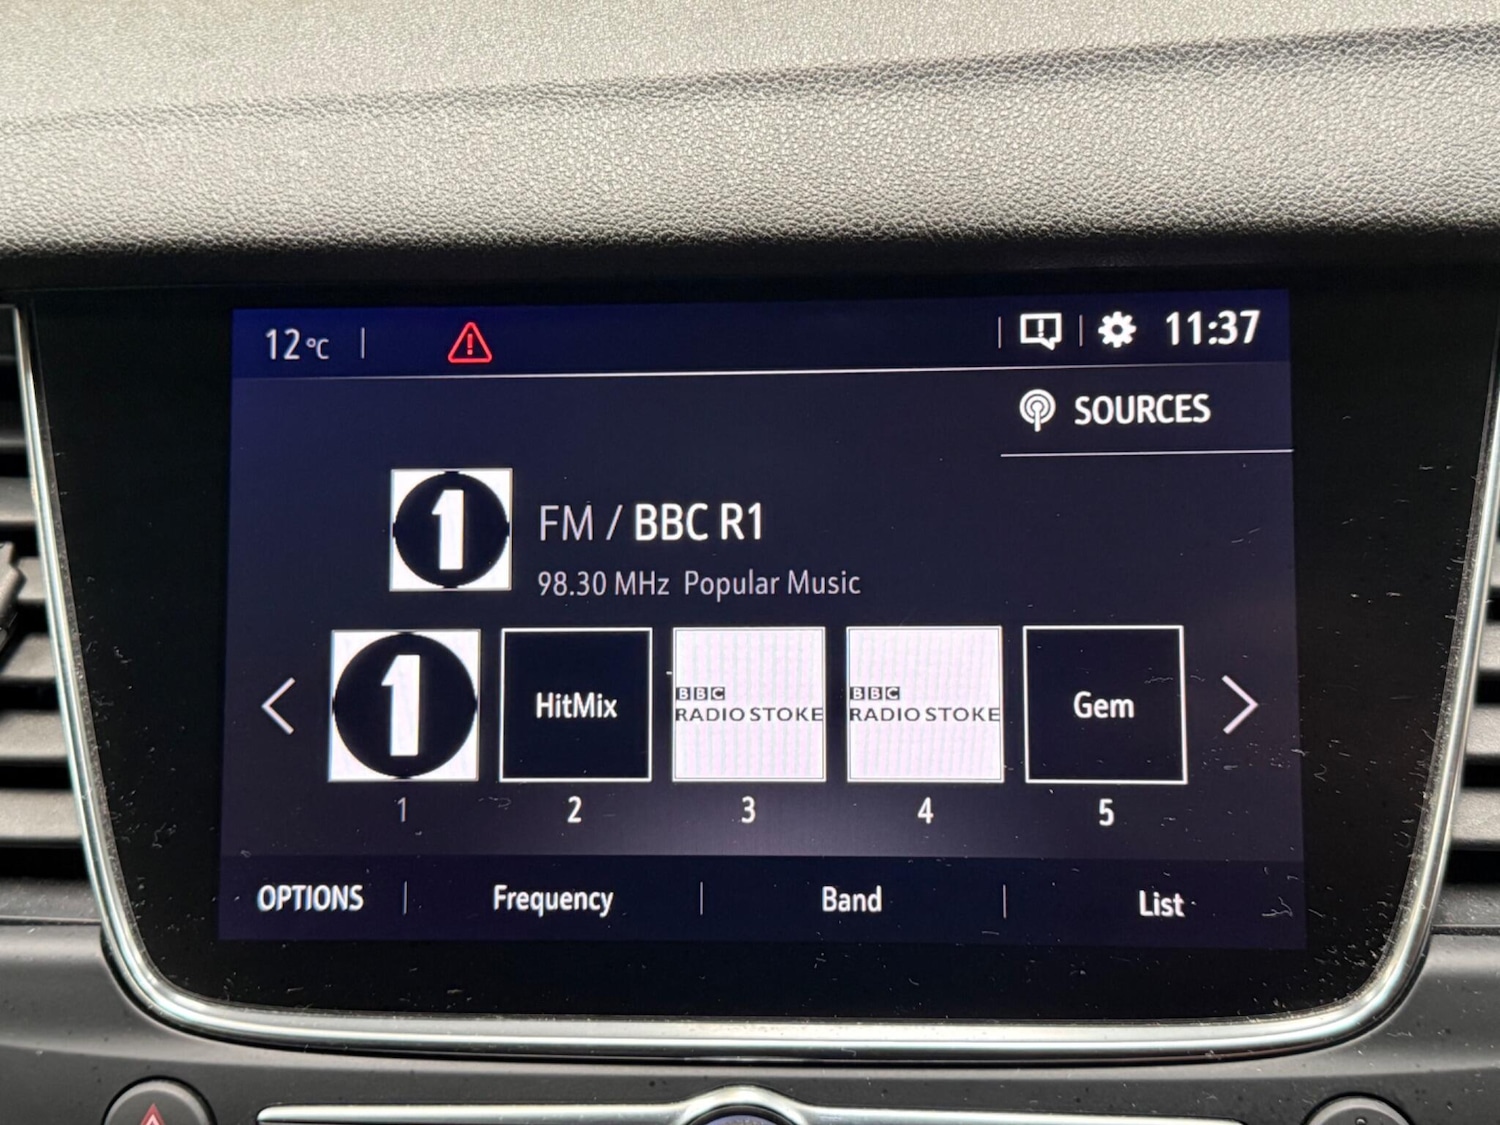 12°C
11:37
SOURCES
1
FM / BBC R1
98.30 MHz Popular Music
1
HitMix
BBC
RADIO STOKE
BBC
RADIO STOKE
Gem
1
2
3
4
5
OPTIONS
Frequency
Band
List